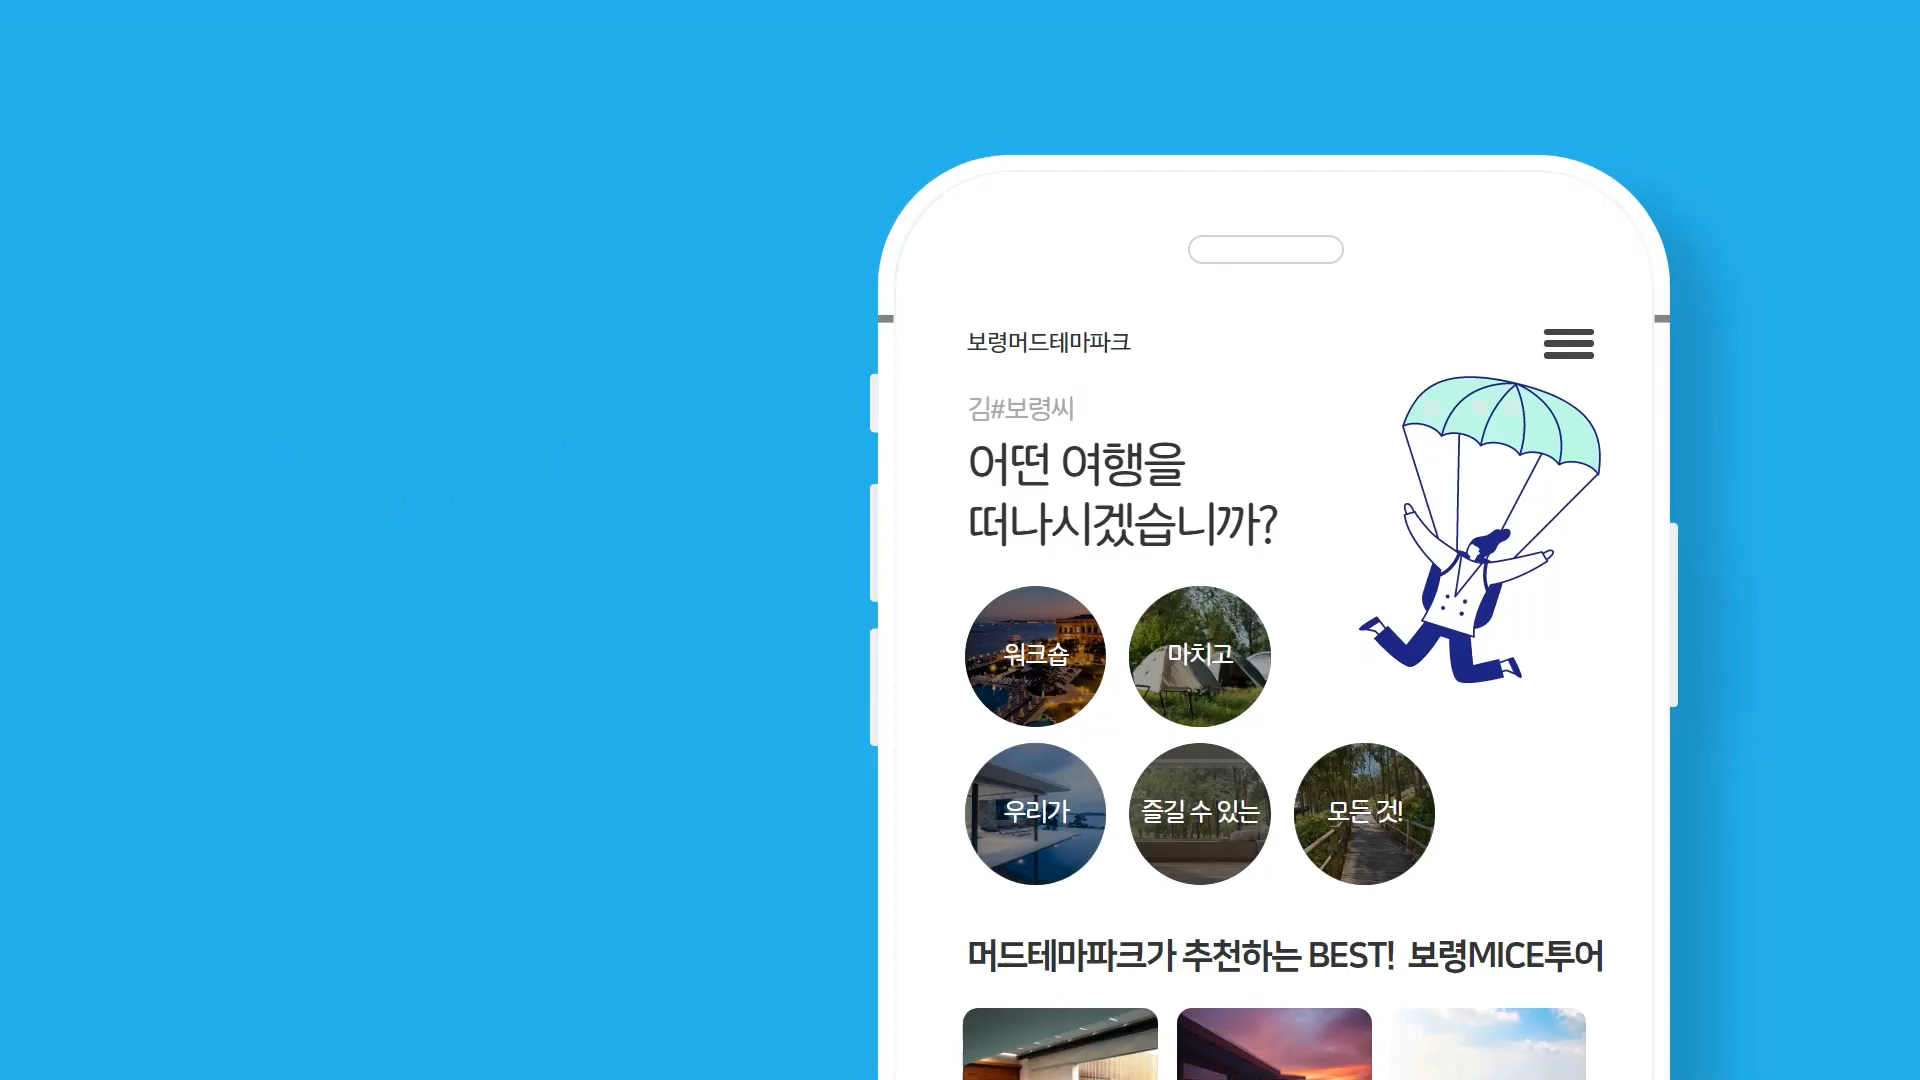 보령머드테마파크
김#보령씨
어떤 여행을
떠나시겠습니까?
워크숍
마치고
우리가
즐길 수 있는
모든 것!
머드테마파크가 추천하는 BEST! 보령MICE투어